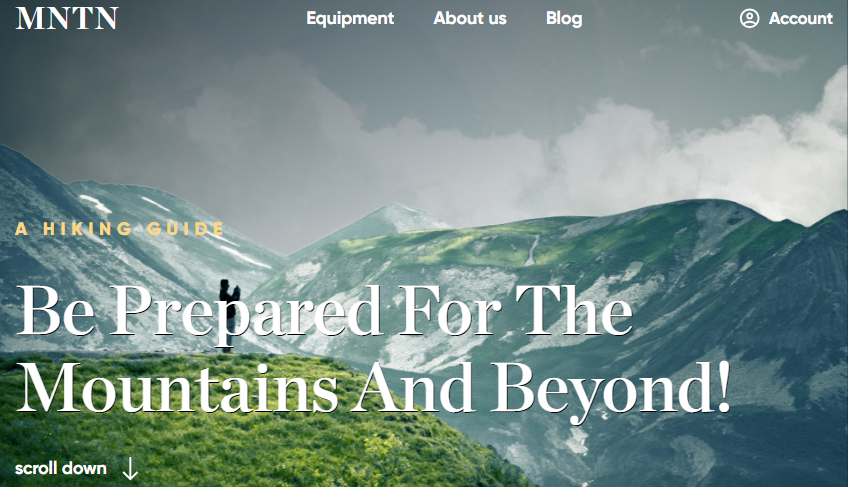 MNTN
Equipment About us Blog
Account
A HIKING GUIDE
Be Prepared For The
Mountains And Beyond!
scroll down